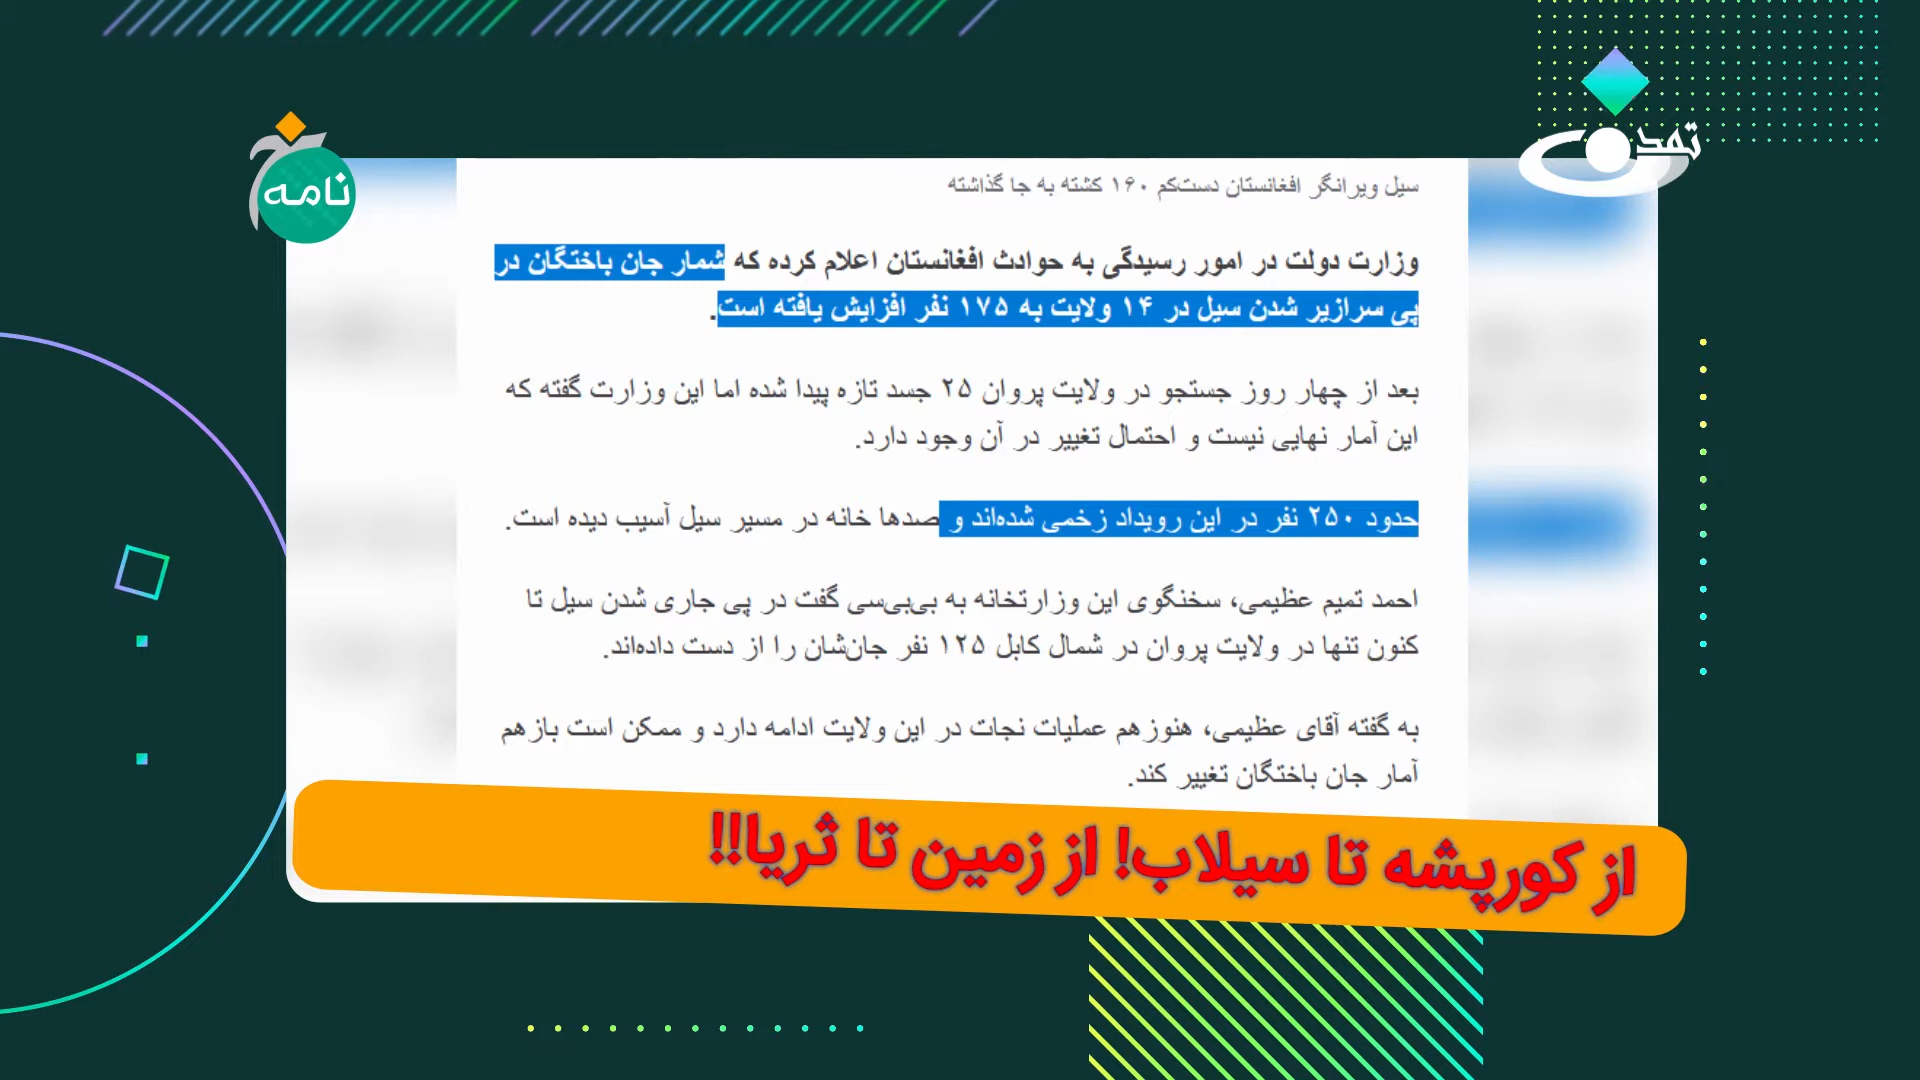 تمدن
نامه
سیل ویرانگر افغانستان دست‌کم ۱۶۰ کشته به جا گذاشته
وزارت دولت در امور رسیدگی به حوادث افغانستان اعلام کرده که شمار جان باختگان در
پی سرازیر شدن سیل در ۱۴ ولایت به ۱۷۵ نفر افزایش یافته است.
بعد از چهار روز جستجو در ولایت پروان ۲۵ جسد تازه پیدا شده اما این وزارت گفته که
این آمار نهایی نیست و احتمال تغییر در آن وجود دارد.
حدود ۲۵۰ نفر در این رویداد زخمی شده‌اند و صدها خانه در مسیر سیل آسیب دیده است.
احمد تمیم عظیمی، سخنگوی این وزارتخانه به بی‌بی‌سی گفت در پی جاری شدن سیل تا
کنون تنها در ولایت پروان در شمال کابل ۱۲۵ نفر جان‌شان را از دست داده‌اند.
به گفته آقای عظیمی، هنوزهم عملیات نجات در این ولایت ادامه دارد و ممکن است بازهم
آمار جان باختگان تغییر کند.
از کورپشه تا سیلاب! از زمین تا ثریا!!